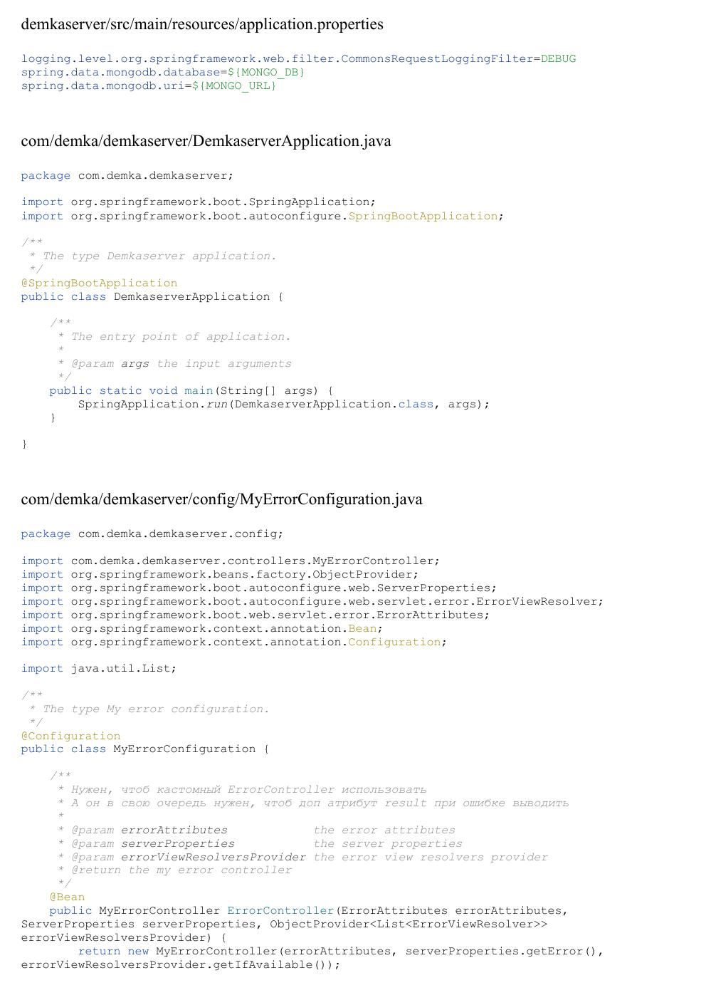 demkaserver/src/main/resources/application.properties
logging.level.org.springframework.web.filter.CommonsRequestLoggingFilter=DEBUG
spring.data.mongodb.database=${MONGO_DB}
spring.data.mongodb.uri=${MONGO_URL}
com/demka/demkaserver/DemkaserverApplication.java
package com.demka.demkaserver;
import org.springframework.boot.SpringApplication;
import org.springframework.boot.autoconfigure.SpringBootApplication;
/**
 * The type Demkaserver application.
 */
@SpringBootApplication
public class DemkaserverApplication {
    /**
     * The entry point of application.
     *
     * @param args the input arguments
     */
    public static void main(String[] args) {
        SpringApplication.run(DemkaserverApplication.class, args);
    }
}
com/demka/demkaserver/config/MyErrorConfiguration.java
package com.demka.demkaserver.config;
import com.demka.demkaserver.controllers.MyErrorController;
import org.springframework.beans.factory.ObjectProvider;
import org.springframework.boot.autoconfigure.web.ServerProperties;
import org.springframework.boot.autoconfigure.web.servlet.error.ErrorViewResolver;
import org.springframework.boot.web.servlet.error.ErrorAttributes;
import org.springframework.context.annotation.Bean;
import org.springframework.context.annotation.Configuration;
import java.util.List;
/**
 * The type My error configuration.
 */
@Configuration
public class MyErrorConfiguration {
    /**
     * Нужен, чтоб кастомный ErrorController использовать
     * А он в свою очередь нужен, чтоб доп атрибут result при ошибке выводить
     *
     * @param errorAttributes            the error attributes
     * @param serverProperties           the server properties
     * @param errorViewResolversProvider the error view resolvers provider
     * @return the my error controller
     */
    @Bean
    public MyErrorController ErrorController(ErrorAttributes errorAttributes,
ServerProperties serverProperties, ObjectProvider<List<ErrorViewResolver>>
errorViewResolversProvider) {
        return new MyErrorController(errorAttributes, serverProperties.getError(),
errorViewResolversProvider.getIfAvailable());